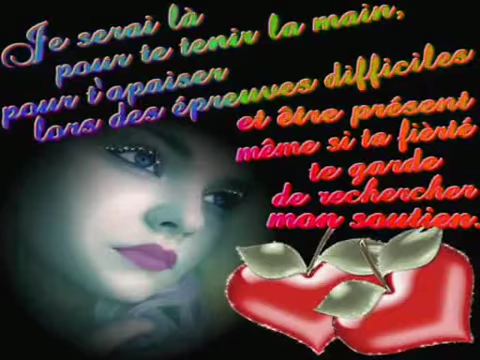 Je serai là
pour te tenir la main,
pour t'apaiser
lors des épreuves difficiles
et être présent
même si ta fièrté
te garde
de rechercher
mon soutien.